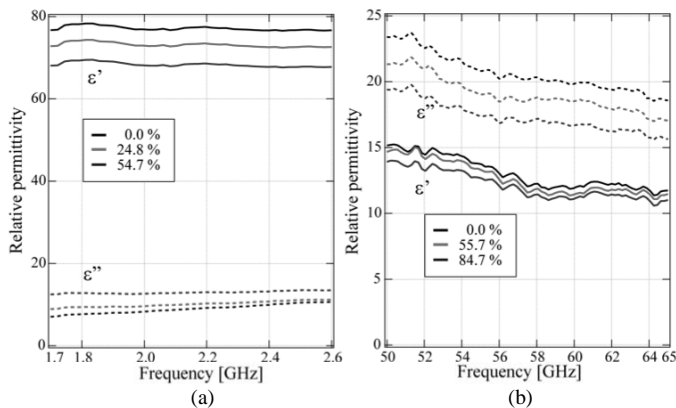 80
60
40
20
0
Relative permittivity
ε'
0.0 %
24.8 %
54.7 %
ε"
1.7 1.8 2.0 2.2 2.4 2.6
Frequency [GHz]
(a)
25
20
15
10
5
0
Relative permittivity
ε"
ε'
0.0 %
55.7 %
84.7 %
50 52 54 56 58 60 62 64 65
Frequency [GHz]
(b)